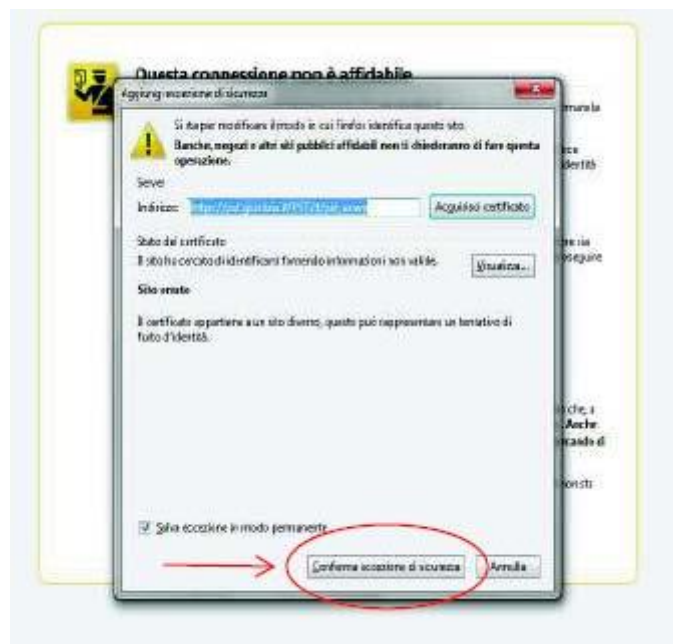 Questa connessione non è affidabile
Aggiungi eccezione di sicurezza
Si sta per modificare il modo in cui Firefox identifica questo sito.
Banche, negozi e altri siti pubblici affidabili non ti chiederanno di fare questa
operazione.
Server
Indirizzo:
Acquisisci certificato
Stato del certificato
Il sito ha cercato di identificarsi fornendo informazioni non valide.
Visualizza...
Sito errato
Il certificato appartiene a un sito diverso, questo può rappresentare un tentativo di
furto d'identità.
identità
oseguire
che, a
Anche
Salva eccezione in modo permanente
Conferma eccezione di sicurezza
Annulla